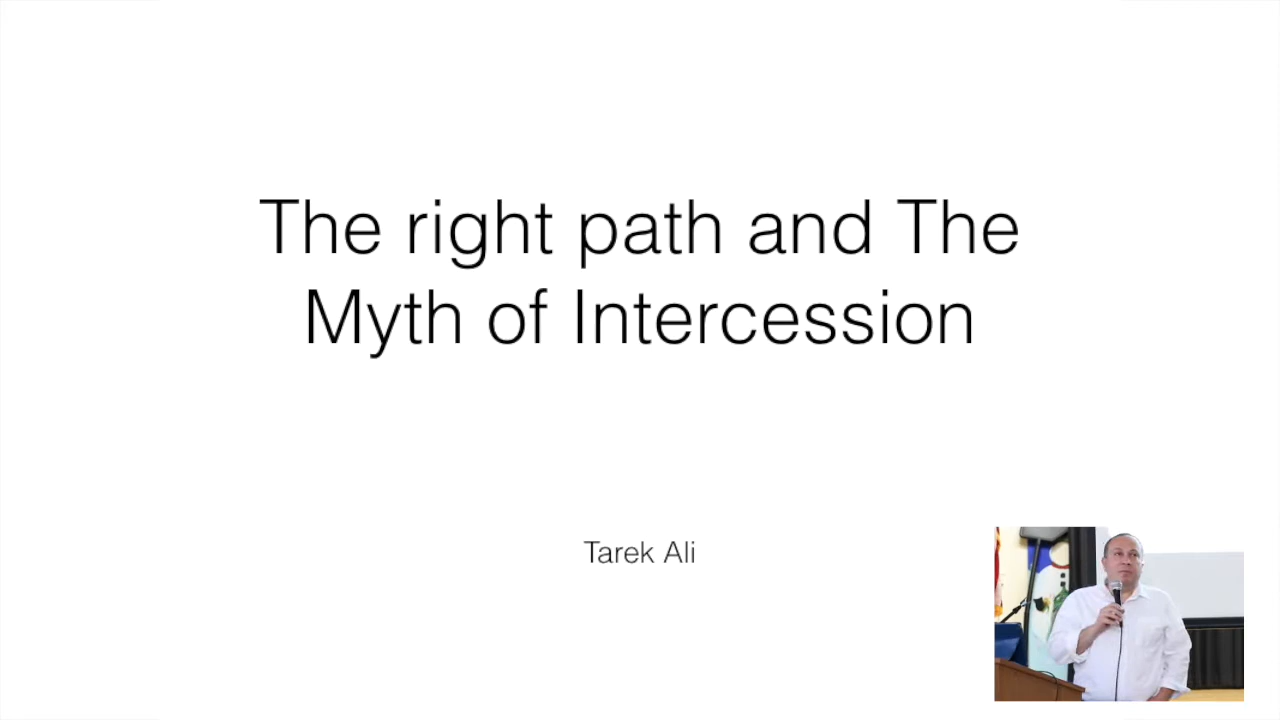 The right path and The
Myth of Intercession
Tarek Ali